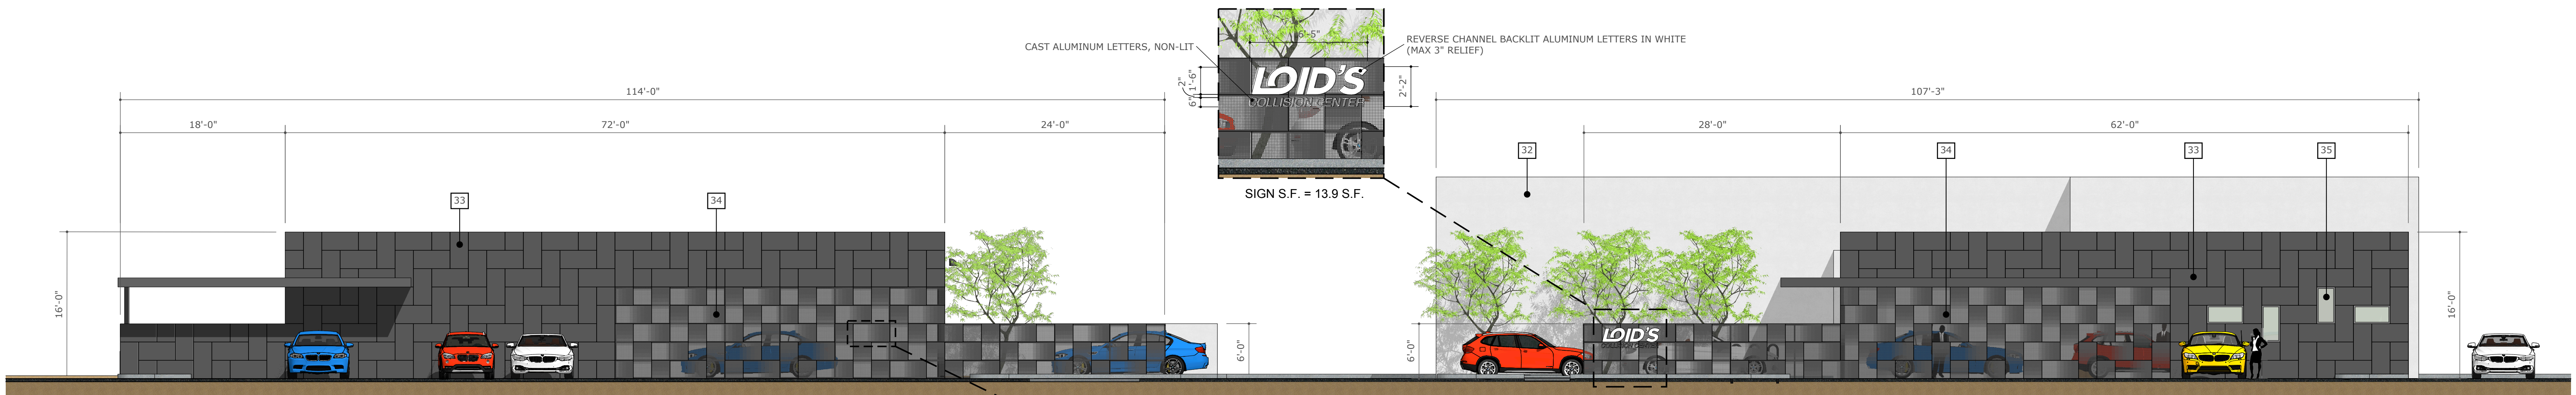 6'-5"
CAST ALUMINUM LETTERS, NON-LIT
REVERSE CHANNEL BACKLIT ALUMINUM LETTERS IN WHITE
(MAX 3" RELIEF)
LOID'S
COLLISION CENTER
2"
6"
1'-6"
2'-2"
SIGN S.F. = 13.9 S.F.
114'-0"
18'-0"
72'-0"
24'-0"
107'-3"
28'-0"
62'-0"
32
34
33
35
33
34
16'-0"
6'-0"
6'-0"
16'-0"
LOID'S
COLLISION CENTER